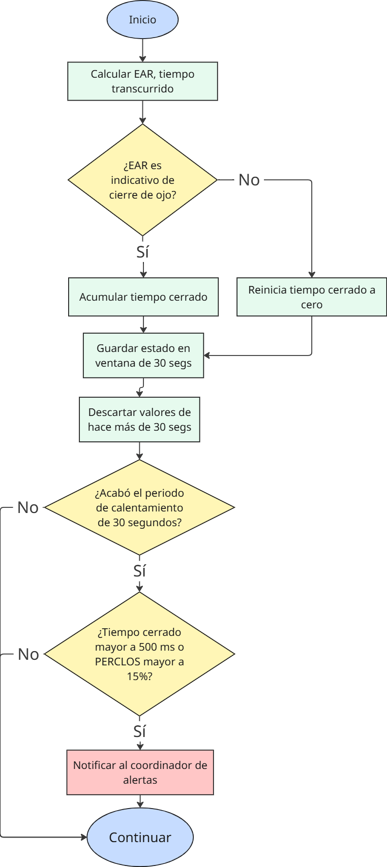 Inicio
Calcular EAR, tiempo
transcurrido
¿EAR es
indicativo de
cierre de ojo?
No
Sí
Acumular tiempo cerrado
Reinicia tiempo cerrado a
cero
Guardar estado en
ventana de 30 segs
Descartar valores de
hace más de 30 segs
¿Acabó el periodo
de calentamiento
de 30 segundos?
No
Sí
¿Tiempo cerrado
mayor a 500 ms o
PERCLOS mayor a
15%?
No
Sí
Notificar al coordinador de
alertas
Continuar